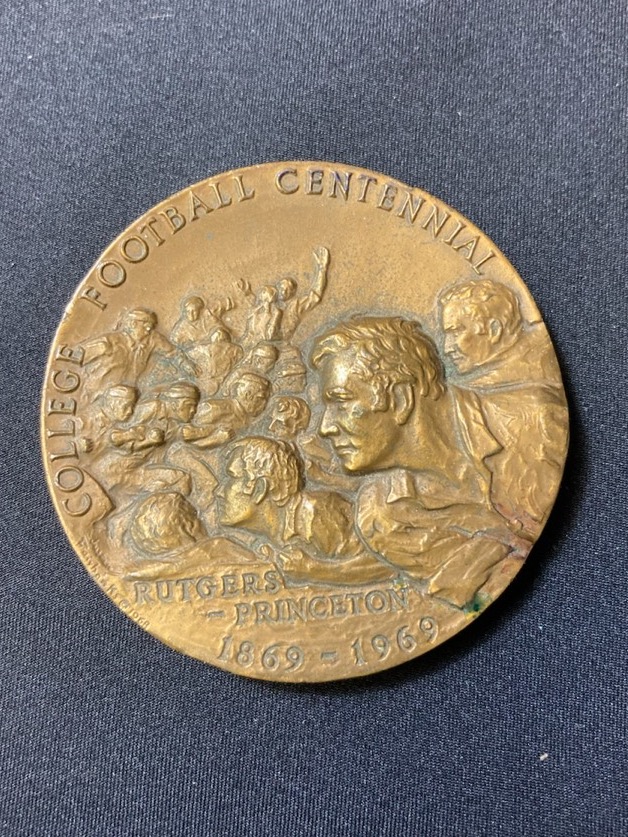 COLLEGE FOOTBALL CENTENNIAL
RUTGERS
- PRINCETON
1869 - 1969